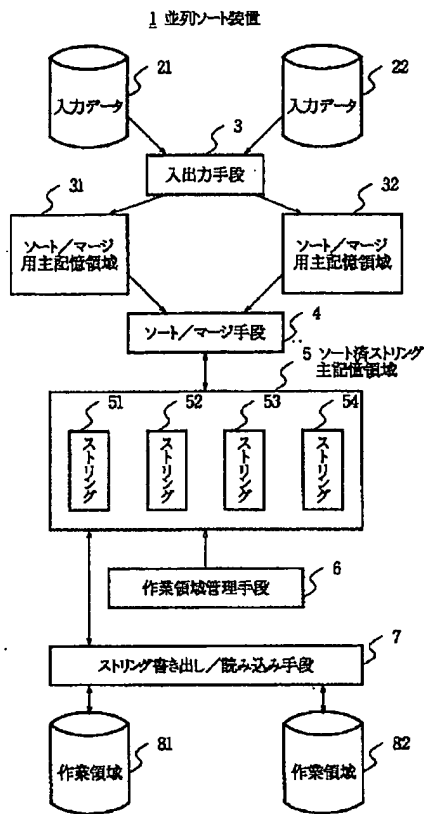 1 並列ソート装置
21
22
入力データ
入力データ
3
入出力手段
31
32
ソート/マージ
用主記憶領域
ソート/マージ
用主記憶領域
4
ソート/マージ手段
5 ソート済ストリング
主記憶領域
51
52
53
54
ストリング
ストリング
ストリング
ストリング
6
作業領域管理手段
7
ストリング書き出し/読み込み手段
81
82
作業領域
作業領域